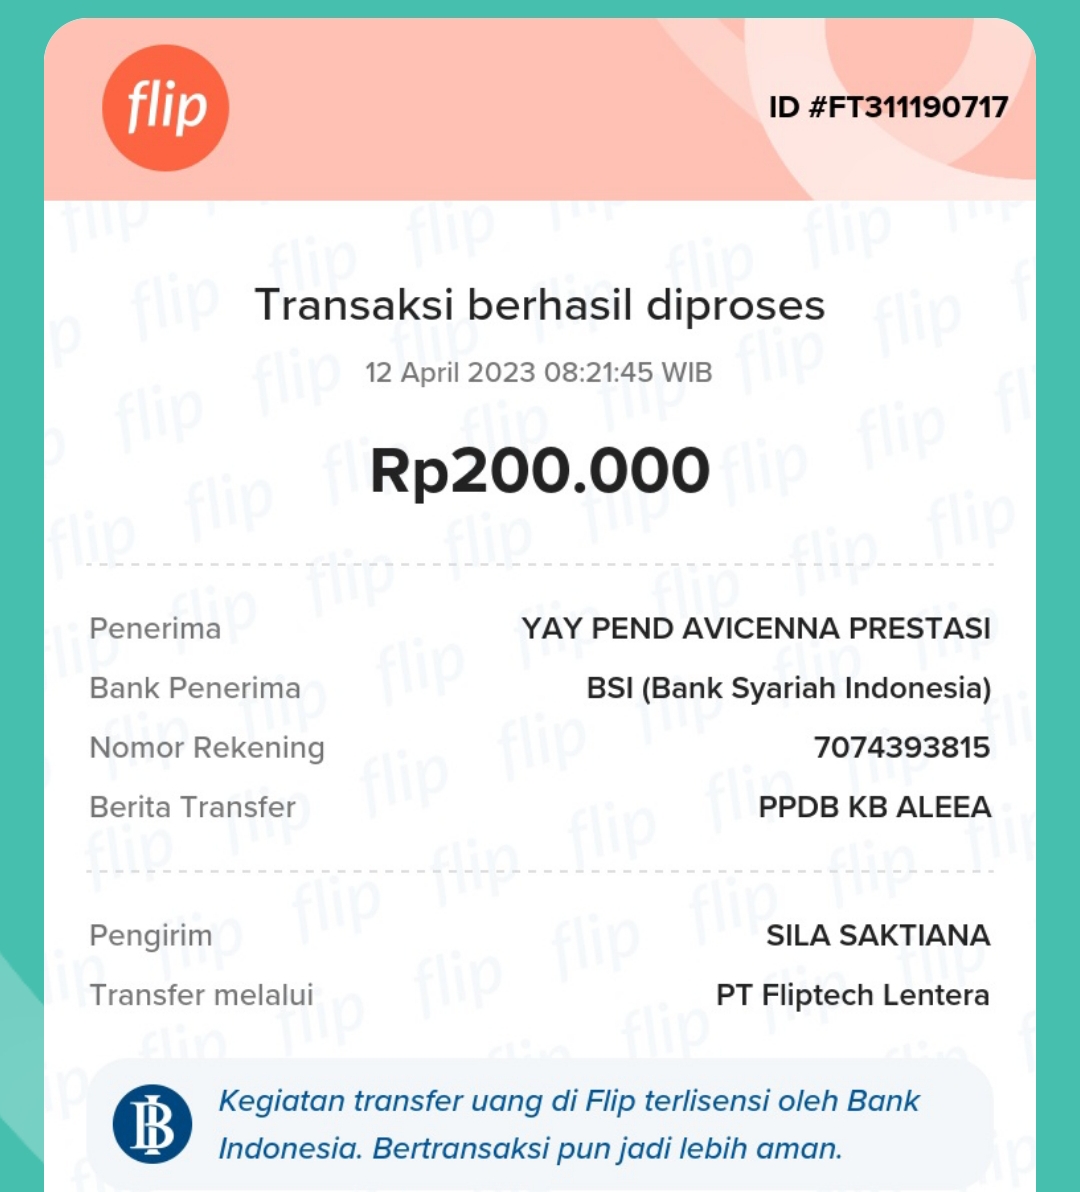 flip
ID #FT311190717
Transaksi berhasil diproses
12 April 2023 08:21:45 WIB
Rp200.000
Penerima YAY PEND AVICENNA PRESTASI
Bank Penerima BSI (Bank Syariah Indonesia)
Nomor Rekening 7074393815
Berita Transfer PPDB KB ALEEA
Pengirim SILA SAKTIANA
Transfer melalui PT Fliptech Lentera
Kegiatan transfer uang di Flip terlisensi oleh Bank
Indonesia. Bertransaksi pun jadi lebih aman.